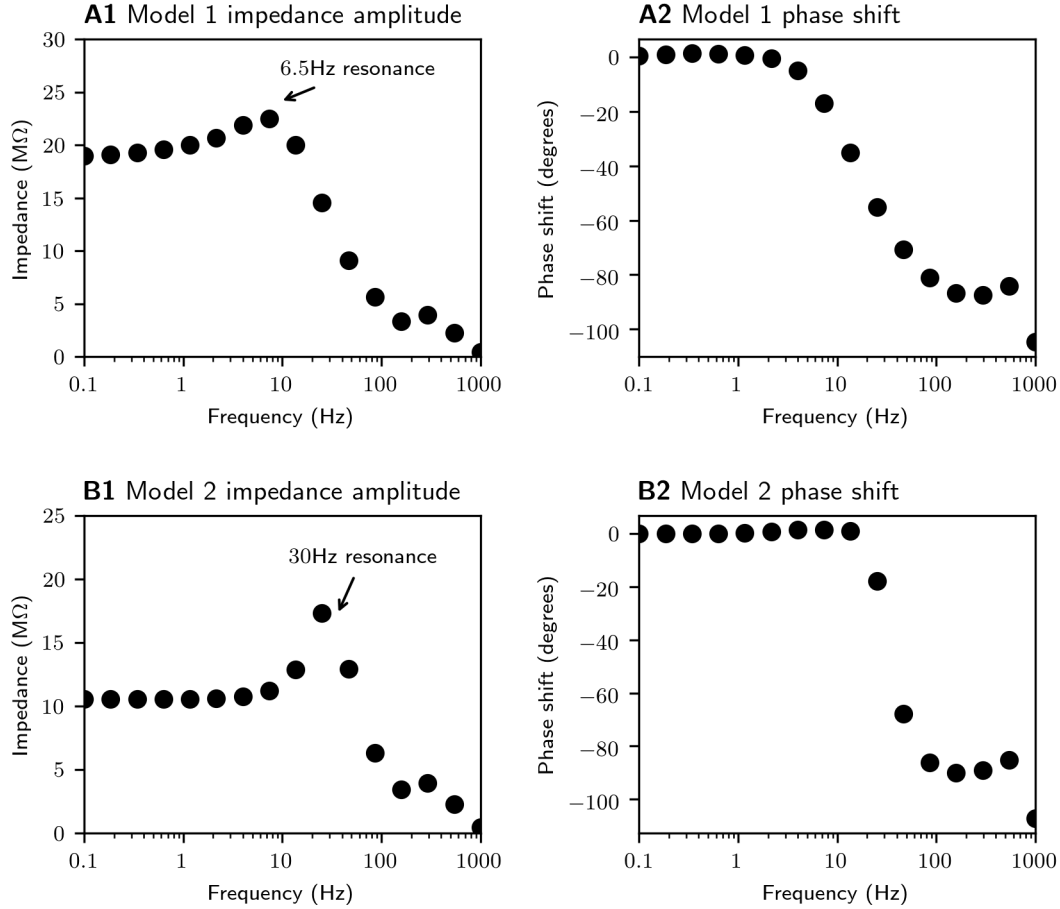 A1 Model 1 impedance amplitude
30
25
20
15
10
5
0
Impedance (MΩ)
6.5Hz resonance
0.1 1 10 100 1000
Frequency (Hz)
A2 Model 1 phase shift
0
−20
−40
−60
−80
−100
Phase shift (degrees)
0.1 1 10 100 1000
Frequency (Hz)
B1 Model 2 impedance amplitude
25
20
15
10
5
0
Impedance (MΩ)
30Hz resonance
0.1 1 10 100 1000
Frequency (Hz)
B2 Model 2 phase shift
0
−20
−40
−60
−80
−100
Phase shift (degrees)
0.1 1 10 100 1000
Frequency (Hz)